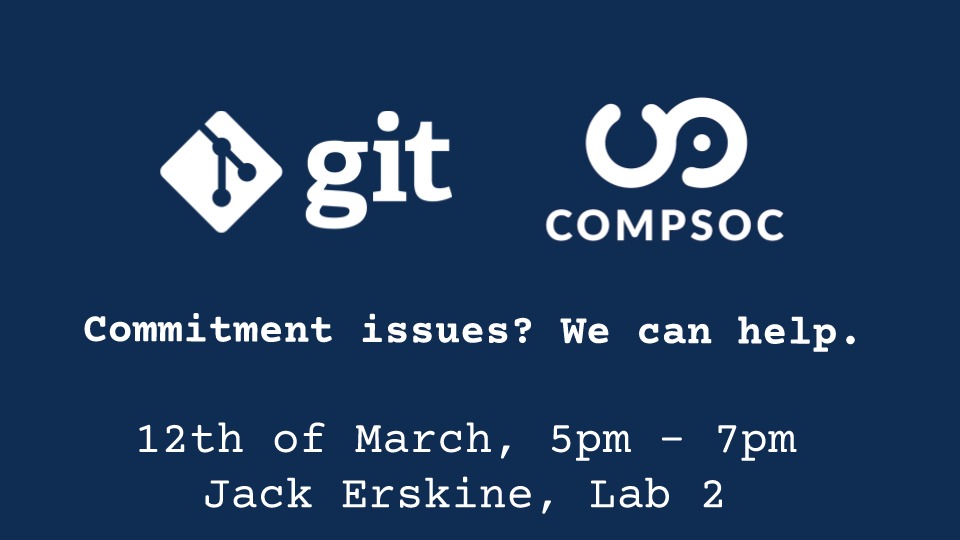 git
COMPSOC
Commitment issues? We can help.
12th of March, 5pm – 7pm
Jack Erskine, Lab 2